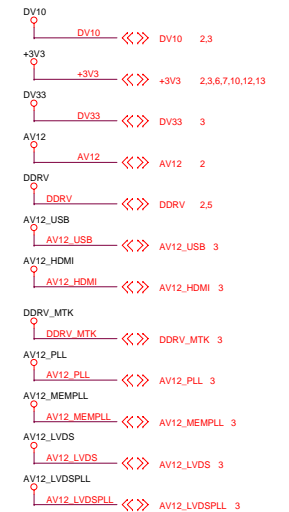 DV10
DV10 DV10 2,3
+3V3
+3V3 +3V3 2,3,6,7,10,12,13
DV33
DV33 DV33 3
AV12
AV12 AV12 2
DDRV
DDRV DDRV 2,5
AV12_USB
AV12_USB AV12_USB 3
AV12_HDMI
AV12_HDMI AV12_HDMI 3
DDRV_MTK
DDRV_MTK DDRV_MTK 3
AV12_PLL
AV12_PLL AV12_PLL 3
AV12_MEMPLL
AV12_MEMPLL AV12_MEMPLL 3
AV12_LVDS
AV12_LVDS AV12_LVDS 3
AV12_LVDSPLL
AV12_LVDSPLL AV12_LVDSPLL 3